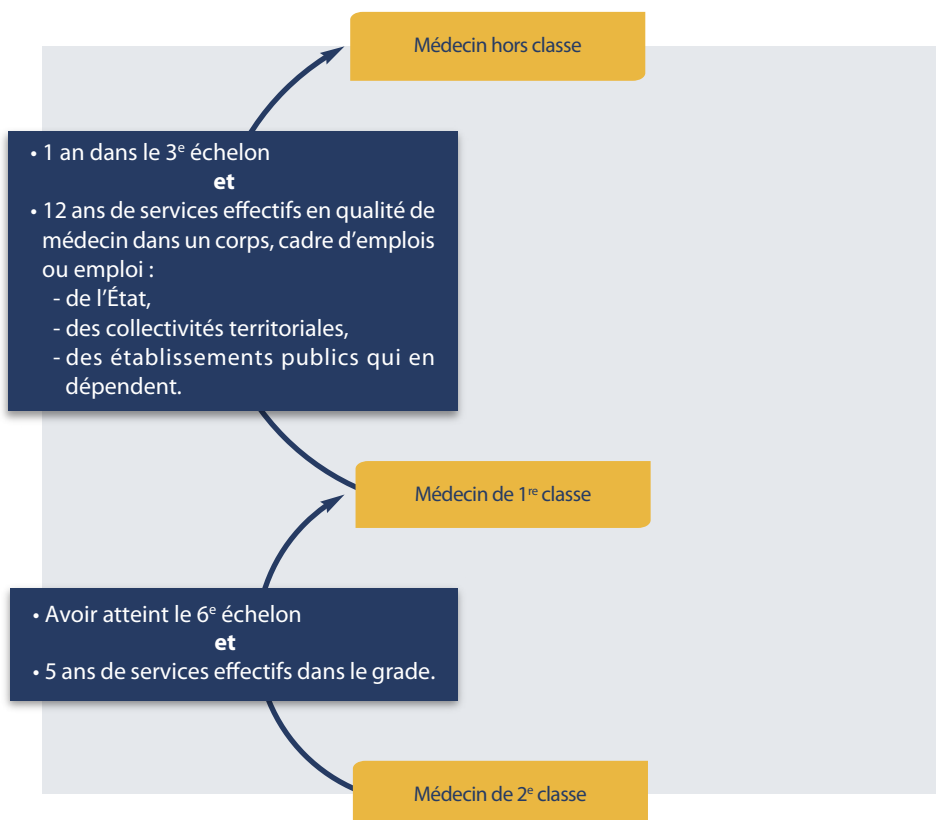 Médecin hors classe
• 1 an dans le 3e échelon
et
• 12 ans de services effectifs en qualité de
médecin dans un corps, cadre d’emplois
ou emploi :
- de l’État,
- des collectivités territoriales,
- des établissements publics qui en
dépendent.
Médecin de 1re classe
• Avoir atteint le 6e échelon
et
• 5 ans de services effectifs dans le grade.
Médecin de 2e classe